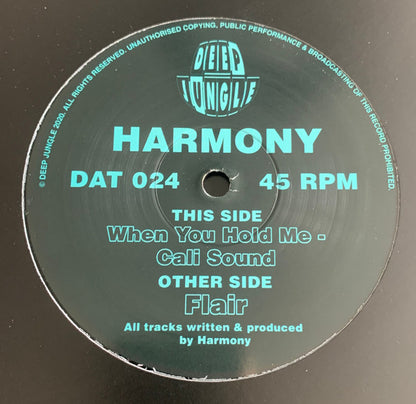 © DEEP JUNGLE 2020. ALL RIGHTS RESERVED. UNAUTHORISED COPYING, PUBLIC PERFORMANCE & BROADCASTING OF THIS RECORD PROHIBITED.
DEEP
JUNGLE
HARMONY
DAT 024 45 RPM
THIS SIDE
When You Hold Me -
Cali Sound
OTHER SIDE
Flair
All tracks written & produced
by Harmony